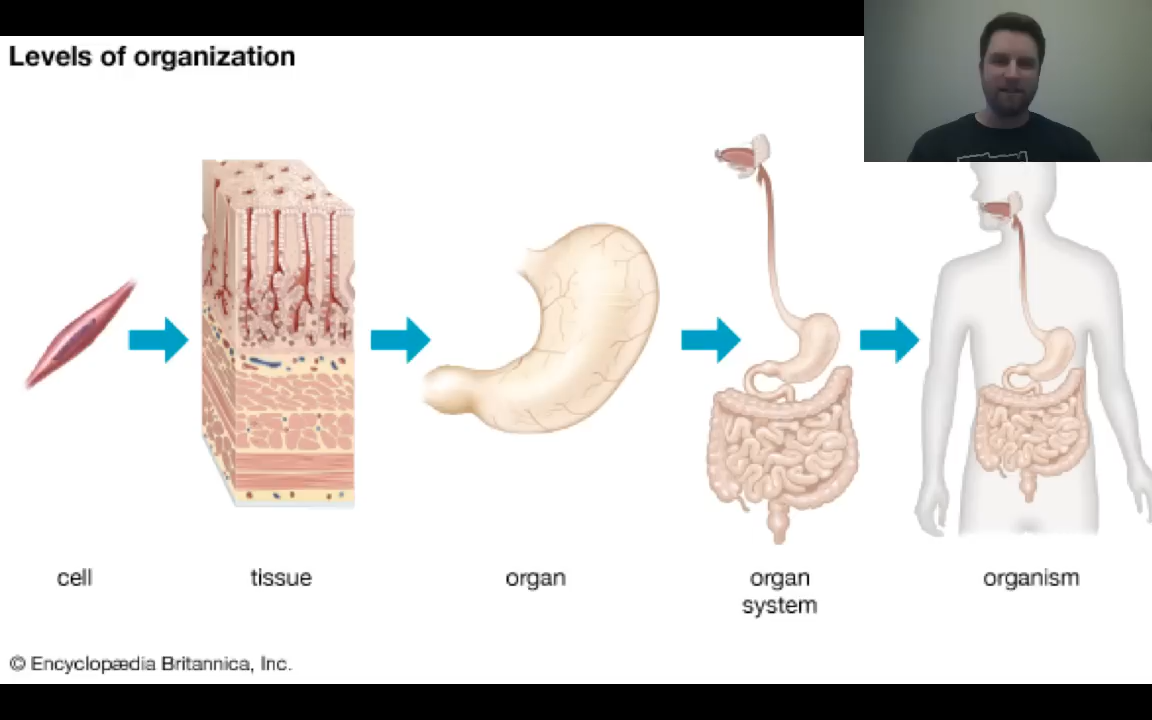 Levels of organization
cell
tissue
organ
organ
system
organism
© Encyclopædia Britannica, Inc.